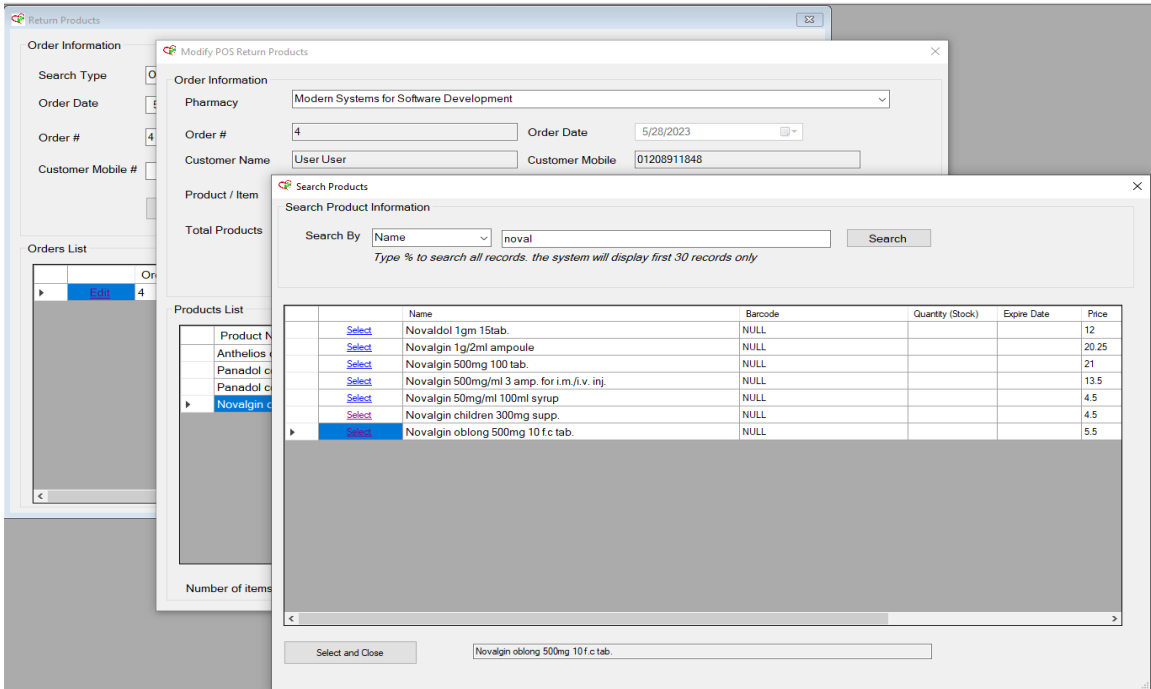 Return Products
Order Information
Search Type O
Order Date
Order # 4
Customer Mobile #
Orders List
Edit 4
Modify POS Return Products
Order Information
Pharmacy Modern Systems for Software Development
Order # 4 Order Date 5/28/2023
Customer Name User User Customer Mobile 01208911848
Product / Item
Total Products
Products List
Product N
Anthelios
Panadol c
Panadol c
Novalgin c
Number of items
Search Products
Search Product Information
Search By Name noval Search
Type % to search all records. the system will display first 30 records only
Name Barcode Quantity (Stock) Expire Date Price
Select Novaldol 1gm 15tab. NULL 12
Select Novalgin 1g/2ml ampoule NULL 20.25
Select Novalgin 500mg 100 tab. NULL 21
Select Novalgin 500mg/ml 3 amp. for i.m./i.v. inj. NULL 13.5
Select Novalgin 50mg/ml 100ml syrup NULL 4.5
Select Novalgin children 300mg supp. NULL 4.5
Select Novalgin oblong 500mg 10 f.c tab. NULL 5.5
Select and Close Novalgin oblong 500mg 10 f.c tab.